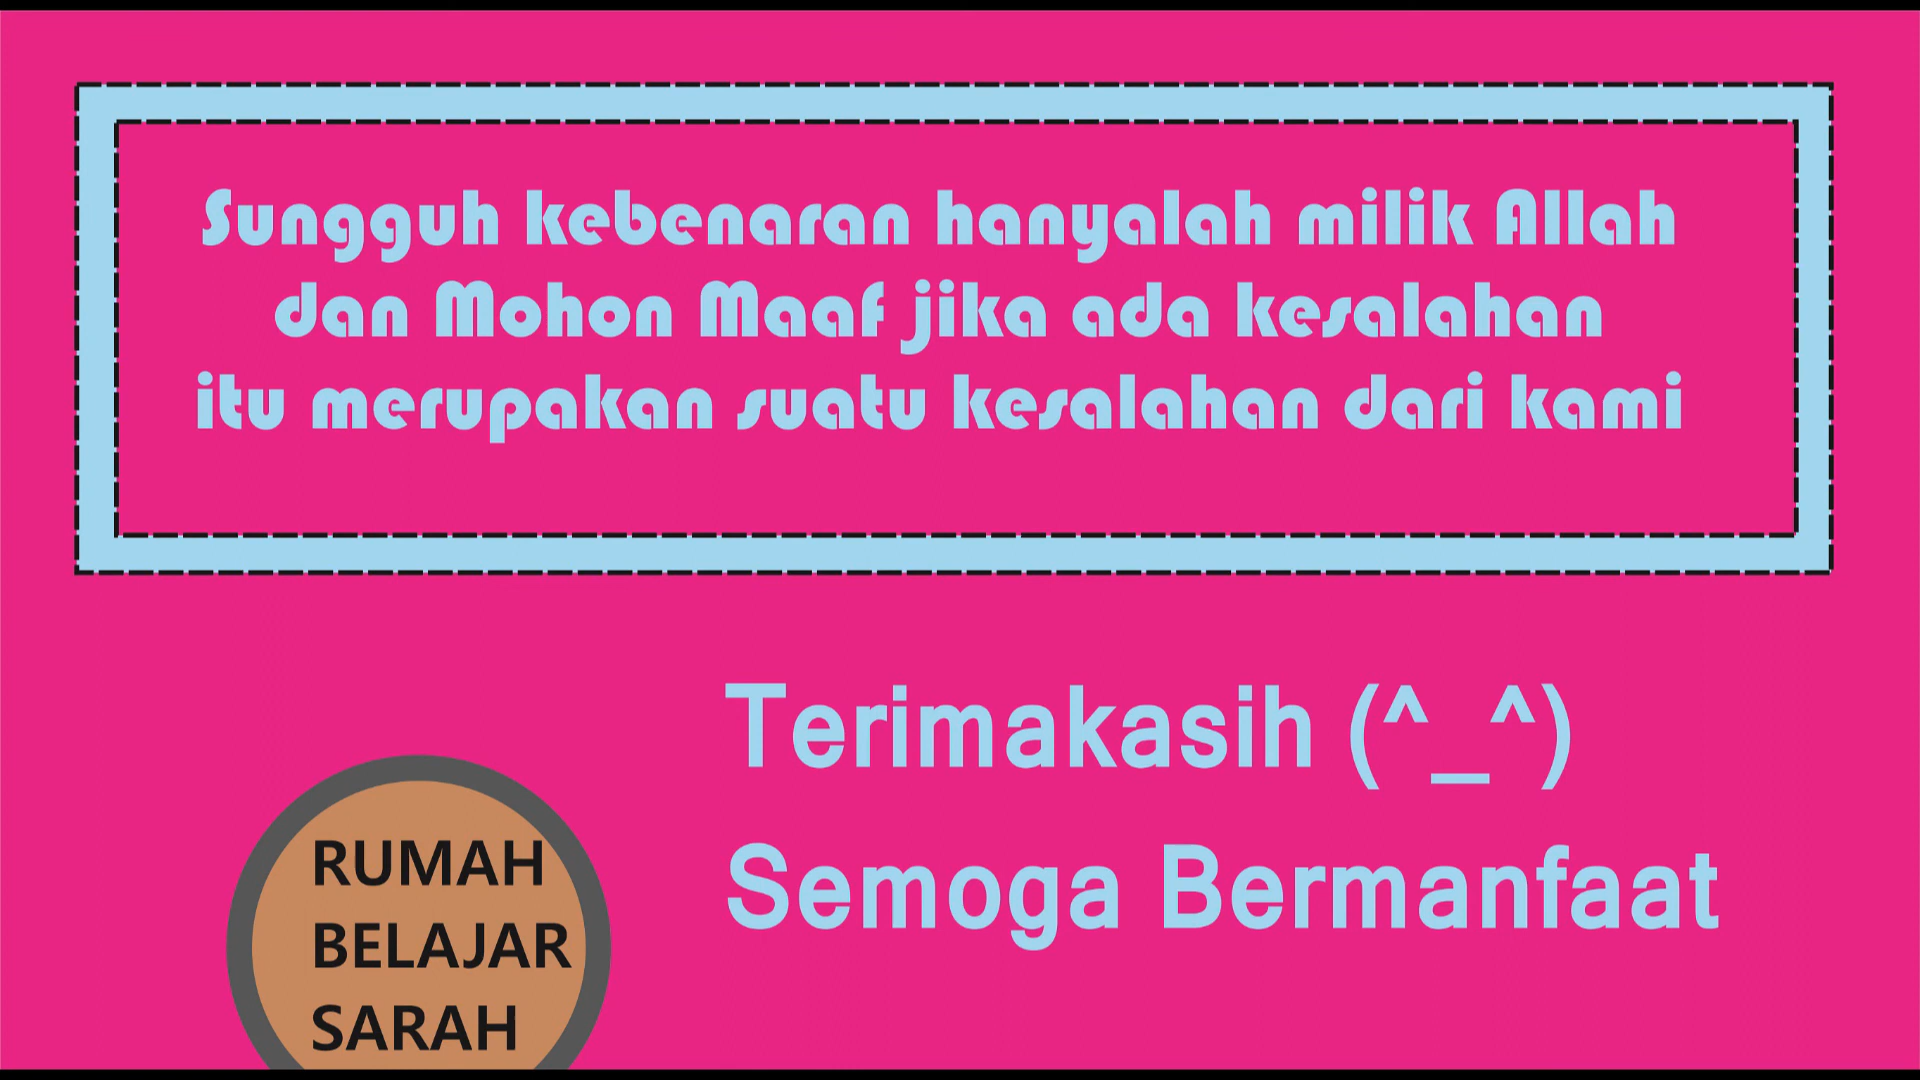 Sungguh kebenaran hanyalah milik Allah
dan Mohon Maaf jika ada kesalahan
itu merupakan suatu kesalahan dari kami
Terimakasih (^_^)
Semoga Bermanfaat
RUMAH
BELAJAR
SARAH